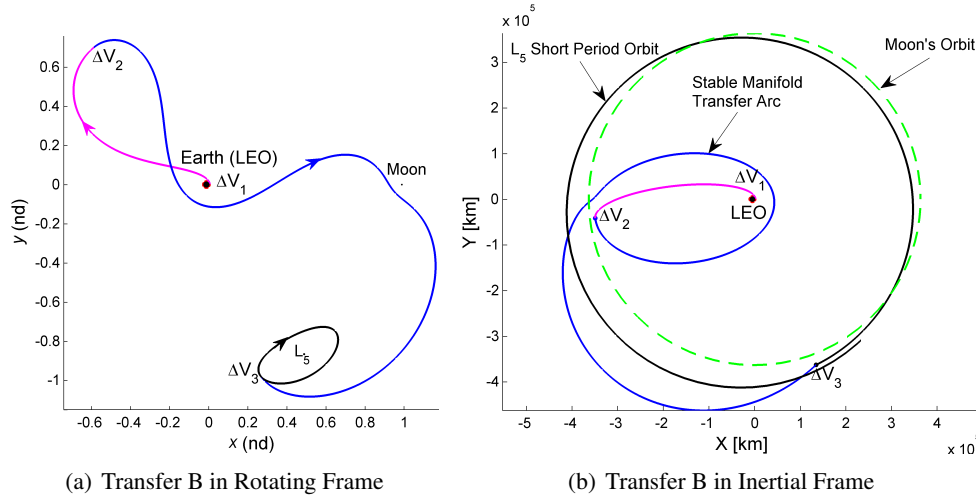 0.6
0.4
0.2
0
-0.2
-0.4
-0.6
-0.8
-1
y (nd)
-0.6 -0.4 -0.2 0 0.2 0.4 0.6 0.8 1
x (nd)
ΔV2
Earth (LEO)
ΔV1
Moon
L5
ΔV3
(a) Transfer B in Rotating Frame
x 10^5
3
2
1
0
-1
-2
-3
-4
Y [km]
-5 -4 -3 -2 -1 0 1 2 3 4
X [km]
L5 Short Period Orbit
Moon's Orbit
Stable Manifold
Transfer Arc
ΔV1
LEO
ΔV2
ΔV3
(b) Transfer B in Inertial Frame